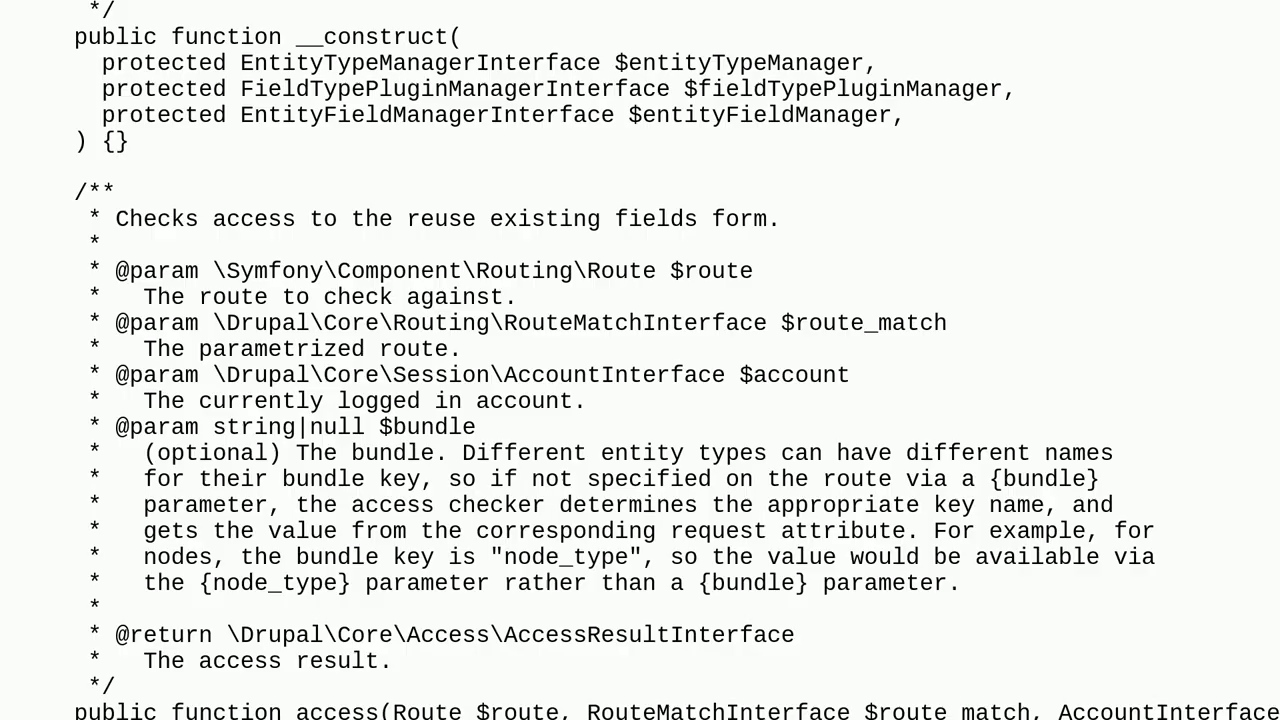 */
public function __construct(
  protected EntityTypeManagerInterface $entityTypeManager,
  protected FieldTypePluginManagerInterface $fieldTypePluginManager,
  protected EntityFieldManagerInterface $entityFieldManager,
) {}

/**
 * Checks access to the reuse existing fields form.
 *
 * @param \Symfony\Component\Routing\Route $route
 *   The route to check against.
 * @param \Drupal\Core\Routing\RouteMatchInterface $route_match
 *   The parametrized route.
 * @param \Drupal\Core\Session\AccountInterface $account
 *   The currently logged in account.
 * @param string|null $bundle
 *   (optional) The bundle. Different entity types can have different names
 *   for their bundle key, so if not specified on the route via a {bundle}
 *   parameter, the access checker determines the appropriate key name, and
 *   gets the value from the corresponding request attribute. For example, for
 *   nodes, the bundle key is "node_type", so the value would be available via
 *   the {node_type} parameter rather than a {bundle} parameter.
 *
 * @return \Drupal\Core\Access\AccessResultInterface
 *   The access result.
 */
public function access(Route $route, RouteMatchInterface $route_match, AccountInterface